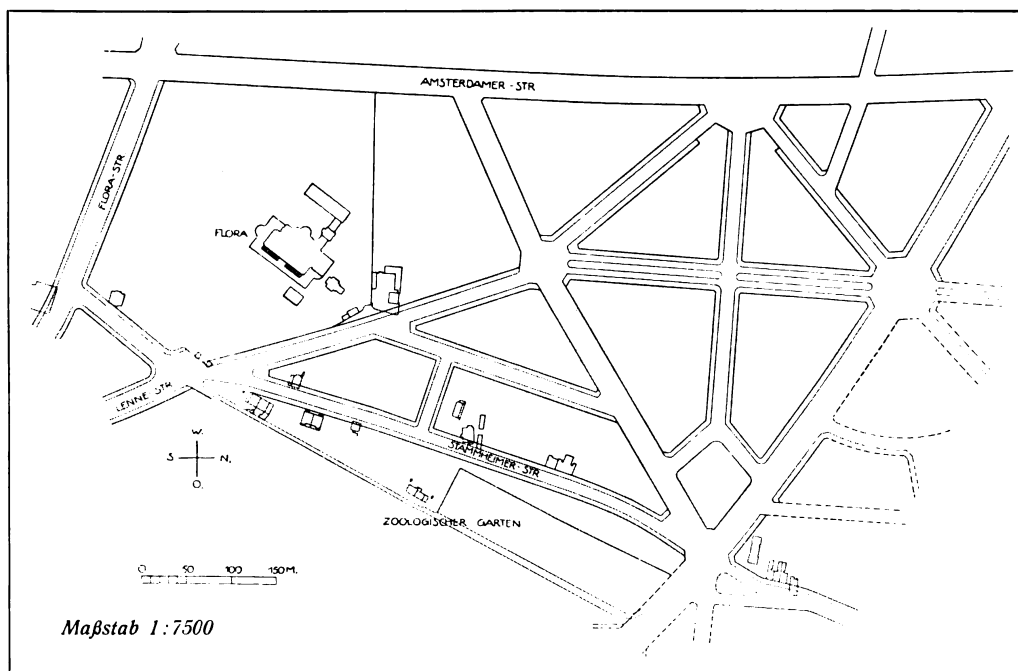 AMSTERDAMER-STR
FLORA-STR
FLORA
LENNE STR
W.
S N.
O.
STAMMHEIMER-STR
ZOOLOGISCHER GARTEN
0 50 100 150 M.
Maßstab 1:7500